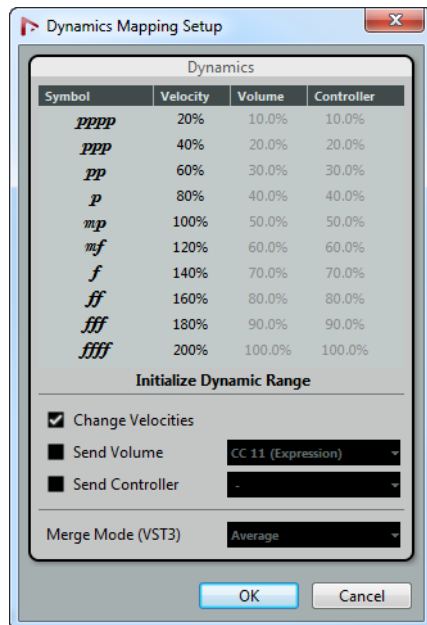 Dynamics Mapping Setup
Dynamics
Symbol Velocity Volume Controller
pppp 20% 10.0% 10.0%
ppp 40% 20.0% 20.0%
pp 60% 30.0% 30.0%
p 80% 40.0% 40.0%
mp 100% 50.0% 50.0%
mf 120% 60.0% 60.0%
f 140% 70.0% 70.0%
ff 160% 80.0% 80.0%
fff 180% 90.0% 90.0%
ffff 200% 100.0% 100.0%
Initialize Dynamic Range
Change Velocities
Send Volume CC 11 (Expression)
Send Controller -
Merge Mode (VST3) Average
OK Cancel